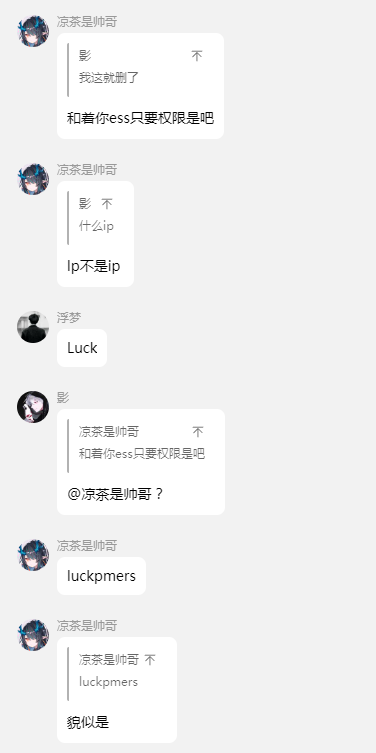 凉茶是帅哥
影 不
我这就删了
和着你ess只要权限是吧
凉茶是帅哥
影 不
什么ip
lp不是ip
浮梦
Luck
影
凉茶是帅哥 不
和着你ess只要权限是吧
@凉茶是帅哥？
凉茶是帅哥
luckpmers
凉茶是帅哥
凉茶是帅哥 不
luckpmers
貌似是